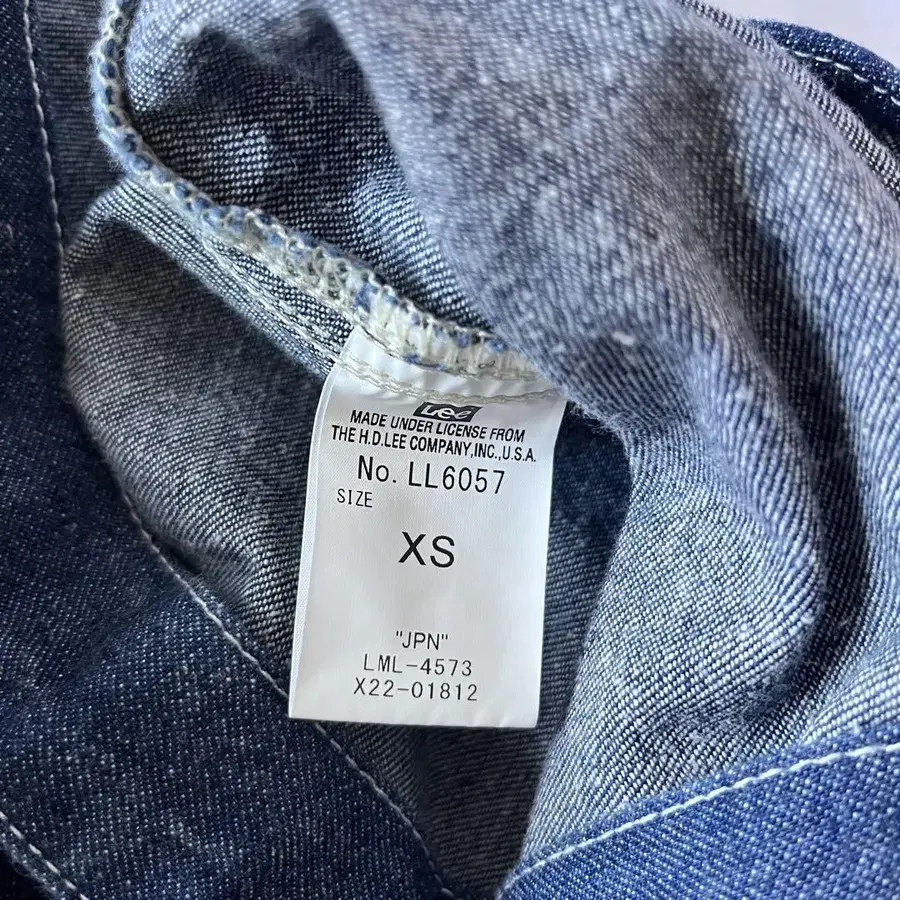 Lee
MADE UNDER LICENSE FROM
THE H.D.LEE COMPANY,INC.,U.S.A.
No. LL6057
SIZE
XS
"JPN"
LML-4573
X22-01812